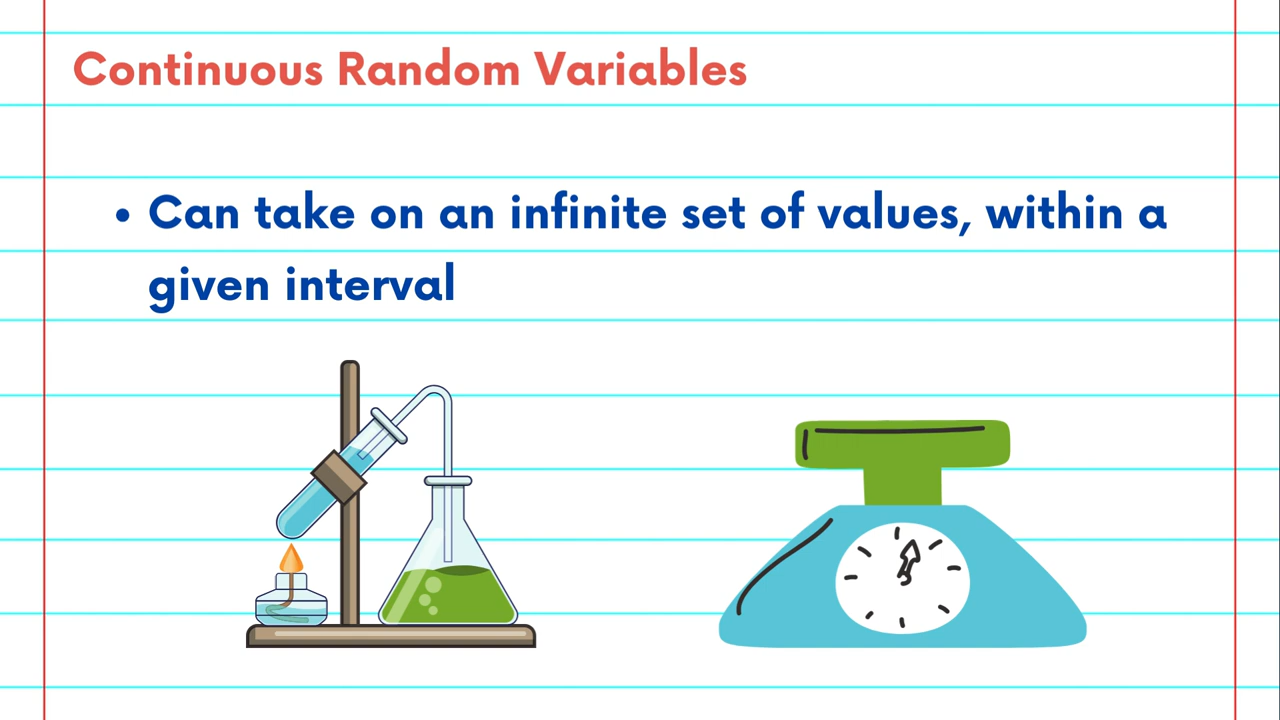 Continuous Random Variables
• Can take on an infinite set of values, within a
given interval